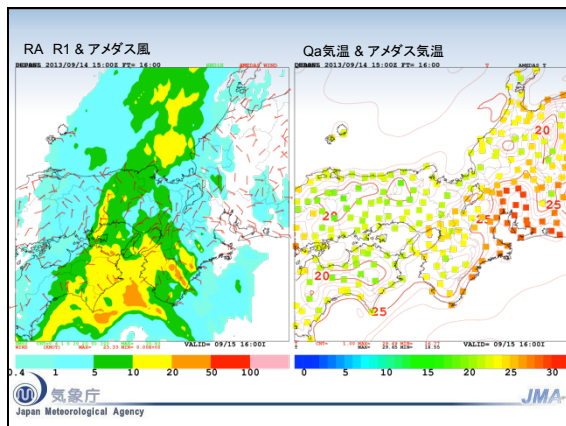 RA R1 & アメダス風
Qa気温 & アメダス気温
2013/09/14 15:00Z FT= 16:00
AMEDAS WIND
2013/09/14 15:00Z FT= 16:00
T
AMEDAS T
20
25
25
20
20
25
VALID= 09/15 16:00I
VALID= 09/15 16:00I
0.4 1 5 10 20 50 100
0 5 10 15 20 25 30
気象庁
Japan Meteorological Agency
JMA